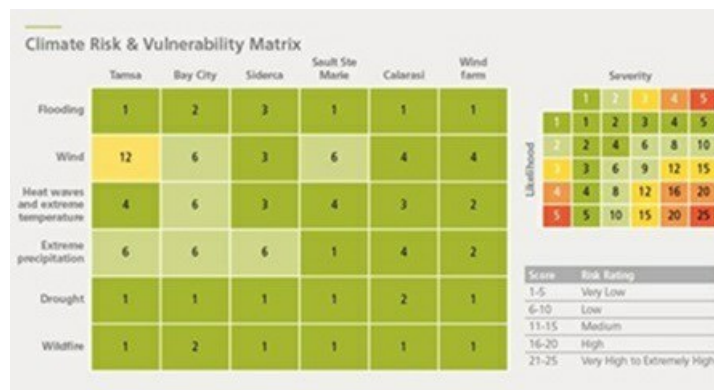 Climate Risk & Vulnerability Matrix
Tamsa Bay City Siderca Sault Ste Marie Calarasi Wind farm
Flooding 1 2 3 1 1 1
Wind 12 6 3 6 4 4
Heat waves and extreme temperature 4 6 3 4 3 2
Extreme precipitation 6 6 6 1 4 2
Drought 1 1 1 1 2 1
Wildfire 1 2 1 1 1 1
Severity
1 2 3 4 5
Likelihood
1 1 2 3 4 5
2 2 4 6 8 10
3 3 6 9 12 15
4 4 8 12 16 20
5 5 10 15 20 25
Score Risk Rating
1-5 Very Low
6-10 Low
11-15 Medium
16-20 High
21-25 Very High to Extremely High